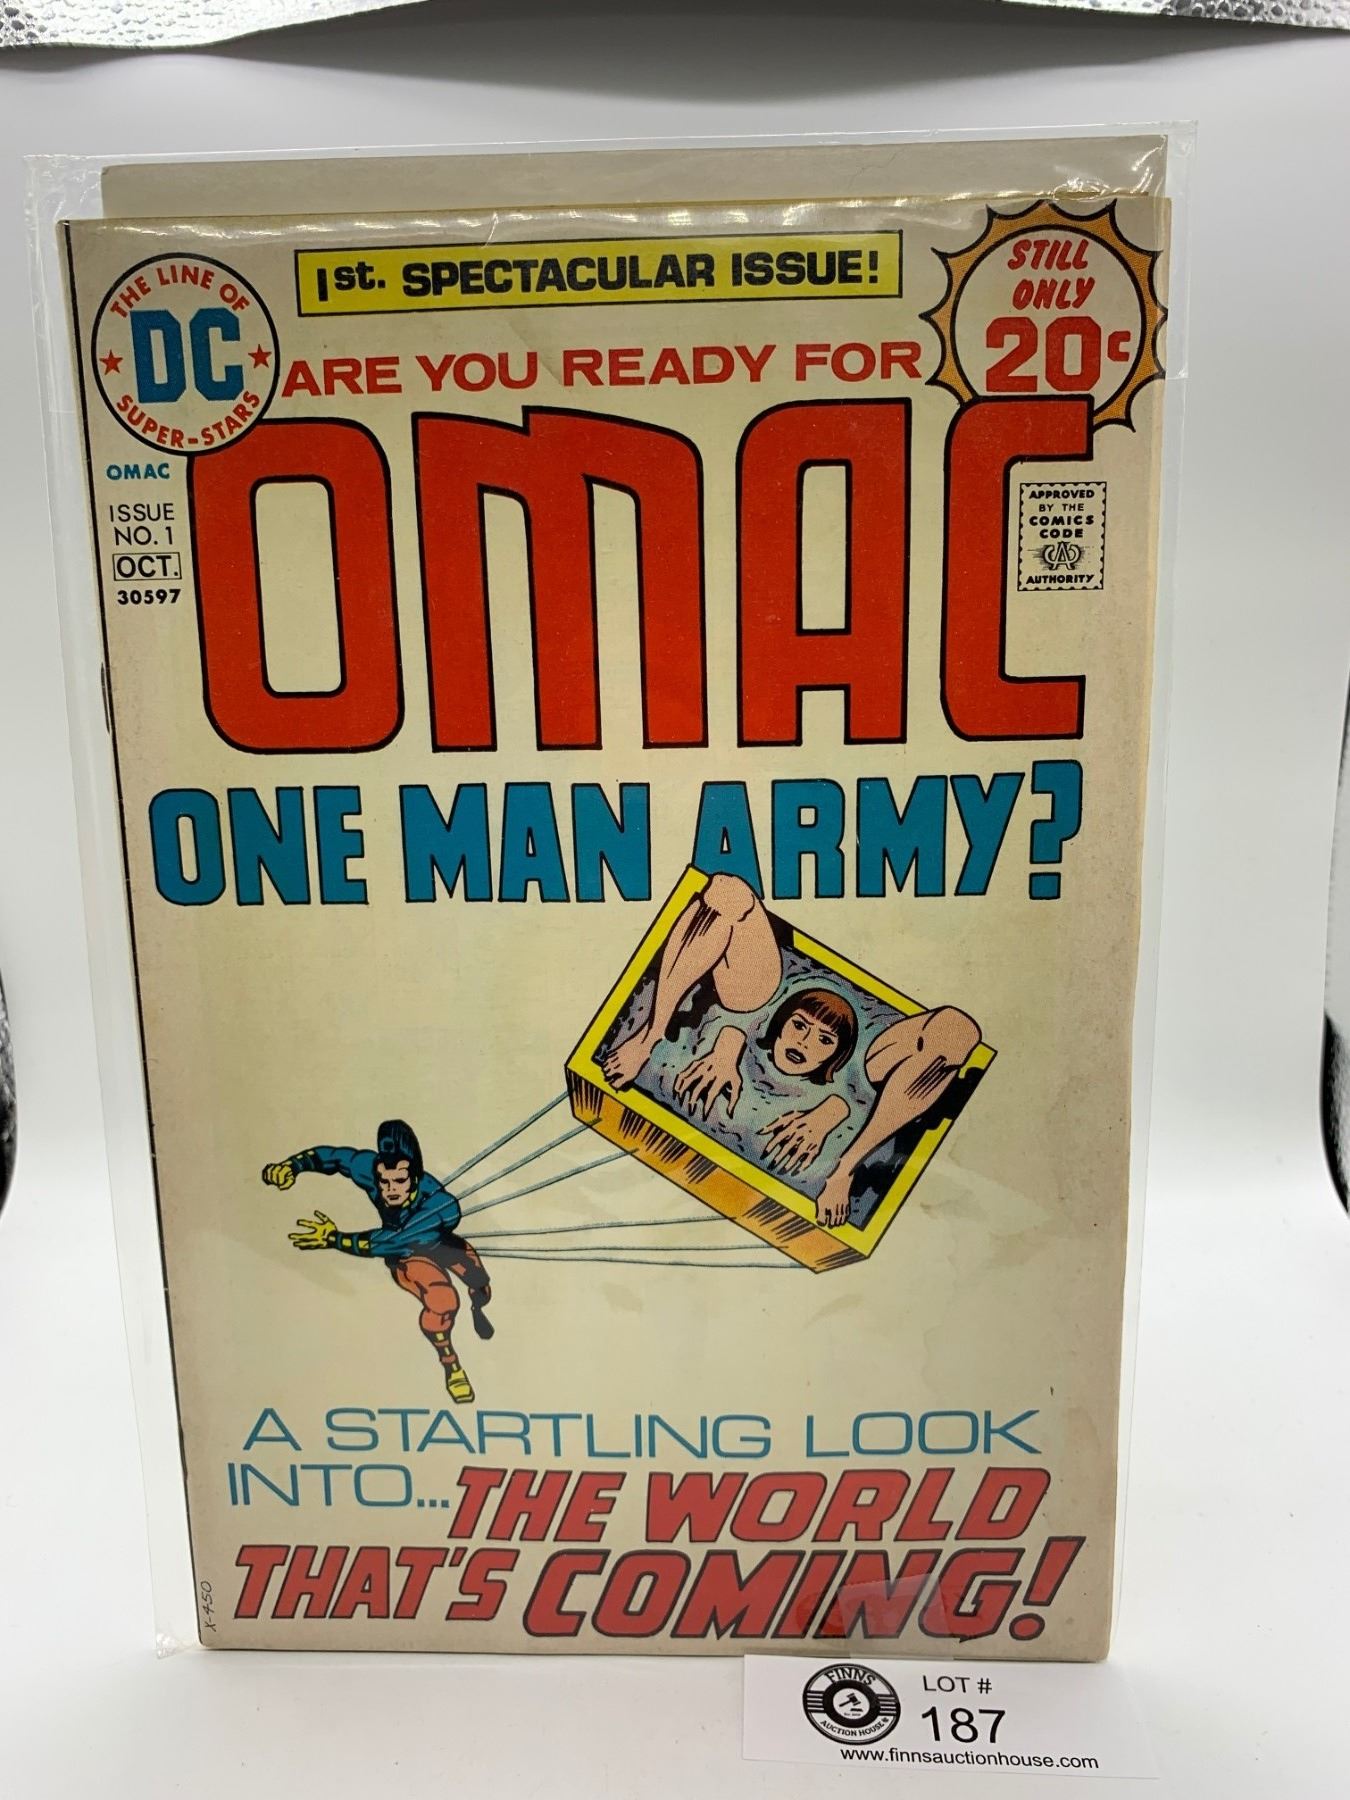 1st. SPECTACULAR ISSUE!
STILL
ONLY
20¢
THE LINE OF
DC
SUPER-STARS
ARE YOU READY FOR
OMAC
OMAC
ISSUE
NO. 1
OCT.
30597
APPROVED
BY THE
COMICS
CODE
CA
AUTHORITY
ONE MAN ARMY?
A STARTLING LOOK
INTO... THE WORLD
THAT'S COMING!
X-450
FINNS
AUCTION HOUSE
LOT #
187
www.finnsauctionhouse.com